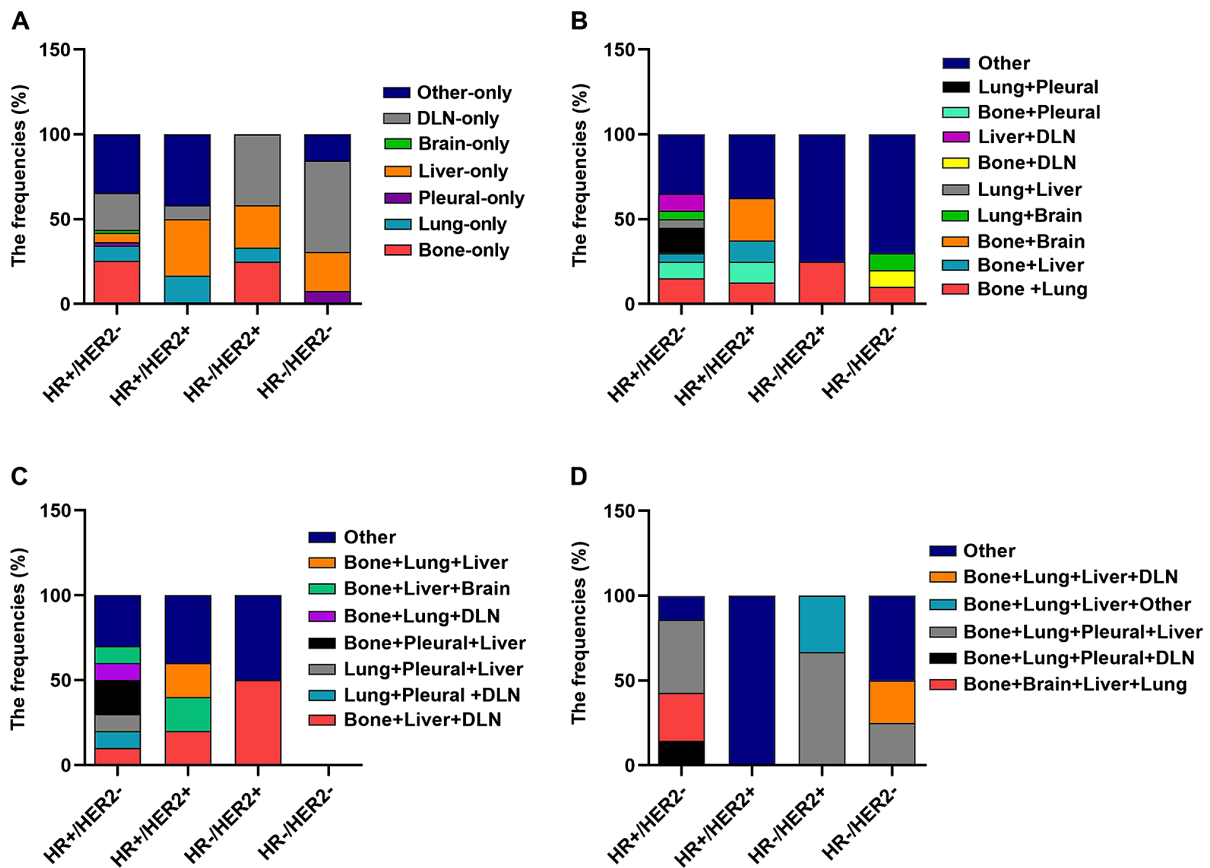 A
The frequencies (%)
150
100
50
0
HR+/HER2-
HR+/HER2+
HR-/HER2+
HR-/HER2-
Other-only
DLN-only
Brain-only
Liver-only
Pleural-only
Lung-only
Bone-only
B
The frequencies (%)
150
100
50
0
HR+/HER2-
HR+/HER2+
HR-/HER2+
HR-/HER2-
Other
Lung+Pleural
Bone+Pleural
Liver+DLN
Bone+DLN
Lung+Liver
Lung+Brain
Bone+Brain
Bone+Liver
Bone +Lung
C
The frequencies (%)
150
100
50
0
HR+/HER2-
HR+/HER2+
HR-/HER2+
HR-/HER2-
Other
Bone+Lung+Liver
Bone+Liver+Brain
Bone+Lung+DLN
Bone+Pleural+Liver
Lung+Pleural+Liver
Lung+Pleural +DLN
Bone+Liver+DLN
D
The frequencies (%)
150
100
50
0
HR+/HER2-
HR+/HER2+
HR-/HER2+
HR-/HER2-
Other
Bone+Lung+Liver+DLN
Bone+Lung+Liver+Other
Bone+Lung+Pleural+Liver
Bone+Lung+Pleural+DLN
Bone+Brain+Liver+Lung